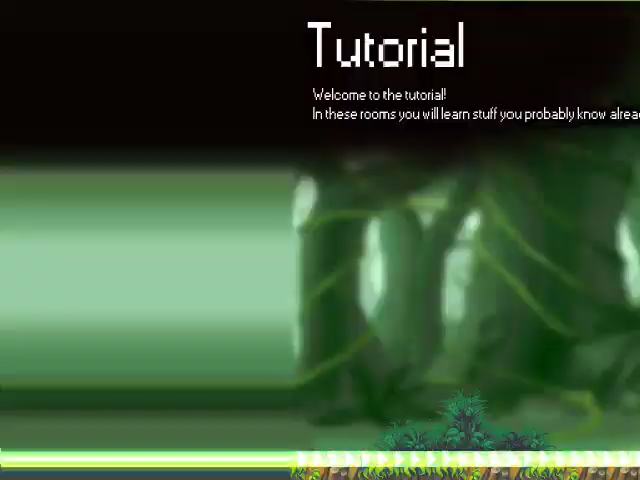 Tutorial
Welcome to the tutorial!
In these rooms you will learn stuff you probably know alrea